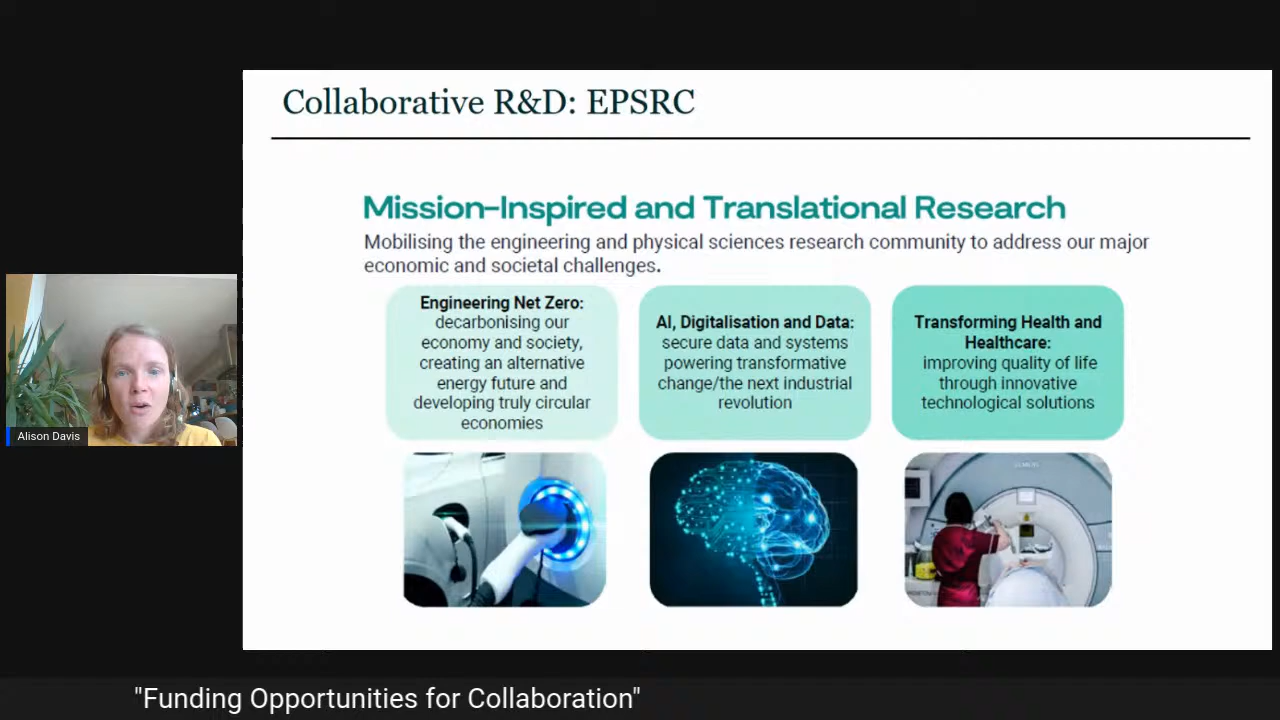 Collaborative R&D: EPSRC
Mission-Inspired and Translational Research
Mobilising the engineering and physical sciences research community to address our major
economic and societal challenges.
Engineering Net Zero:
decarbonising our
economy and society,
creating an alternative
energy future and
developing truly circular
economies
AI, Digitalisation and Data:
secure data and systems
powering transformative
change/the next industrial
revolution
Transforming Health and
Healthcare:
improving quality of life
through innovative
technological solutions
Alison Davis
"Funding Opportunities for Collaboration"